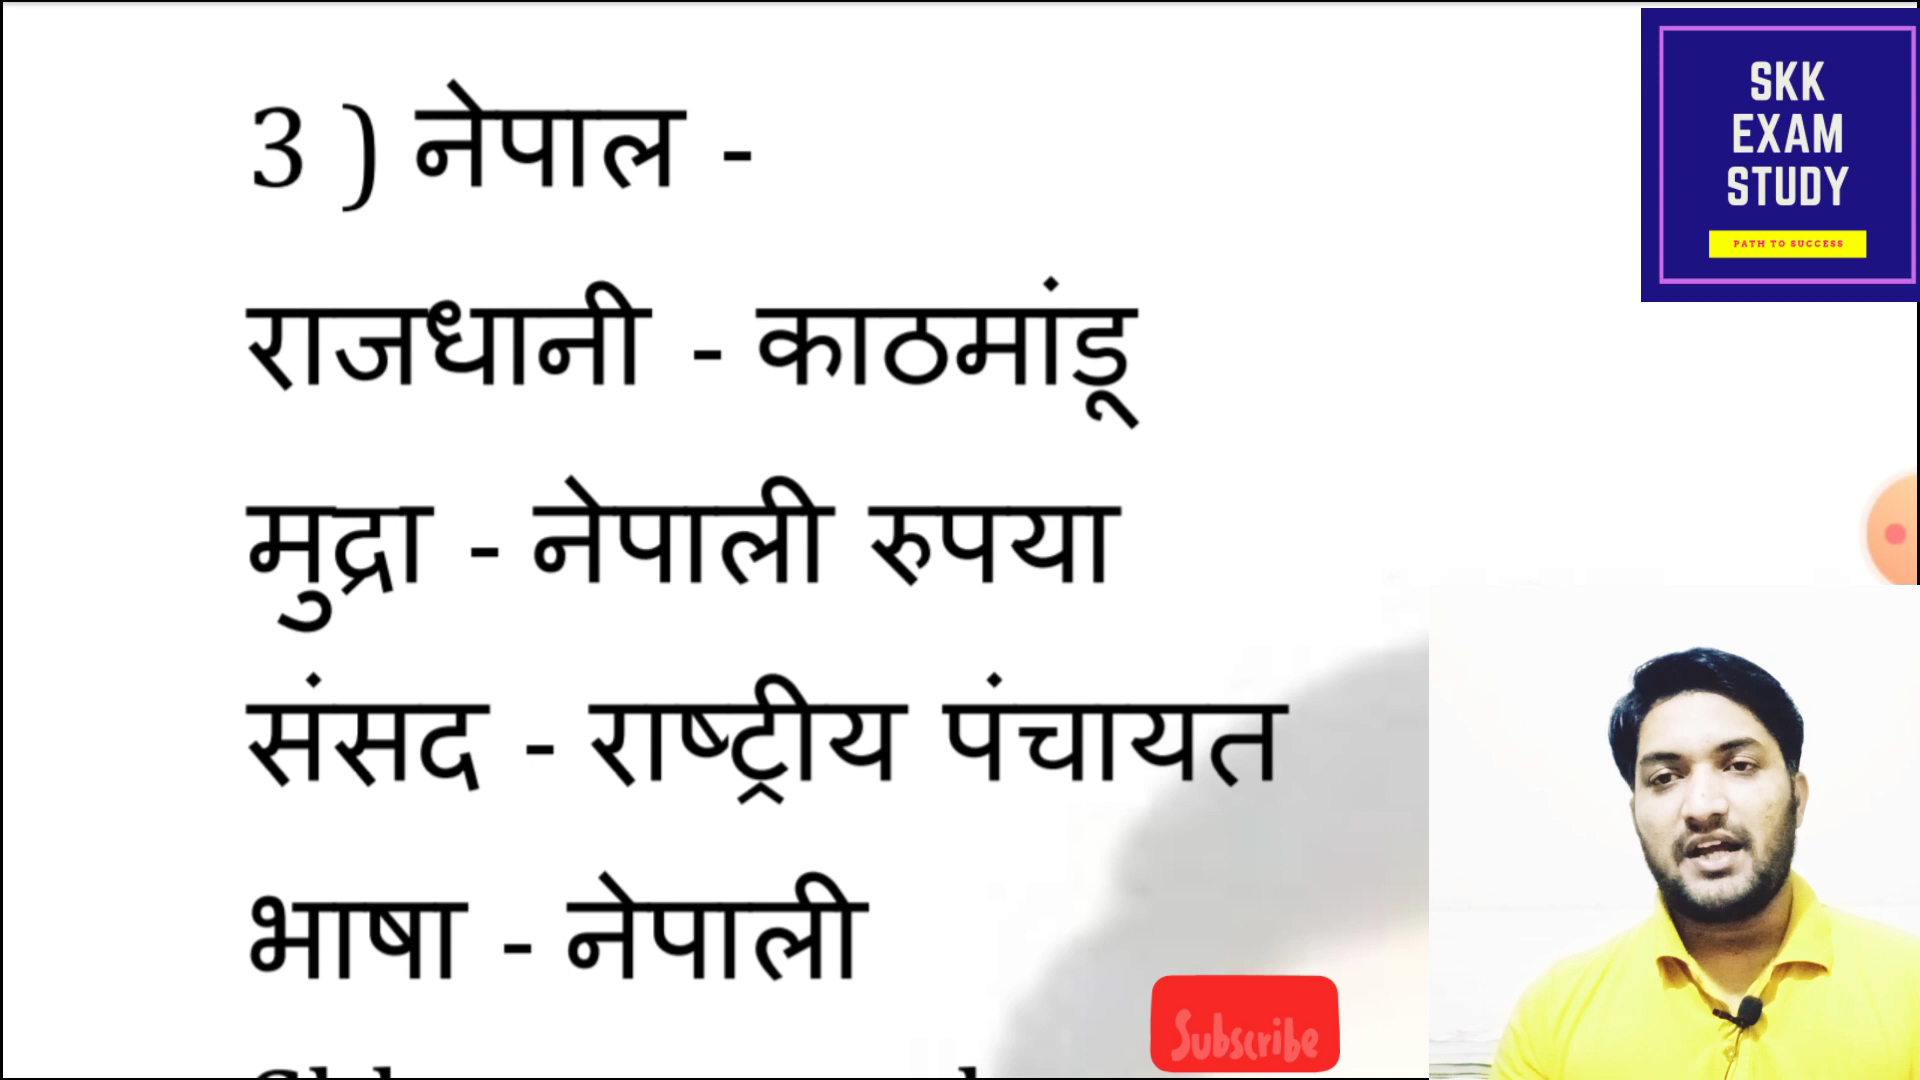 3 ) नेपाल -
राजधानी - काठमांडू
मुद्रा - नेपाली रुपया
संसद - राष्ट्रीय पंचायत
भाषा - नेपाली
SKK
EXAM
STUDY
PATH TO SUCCESS
Subscribe